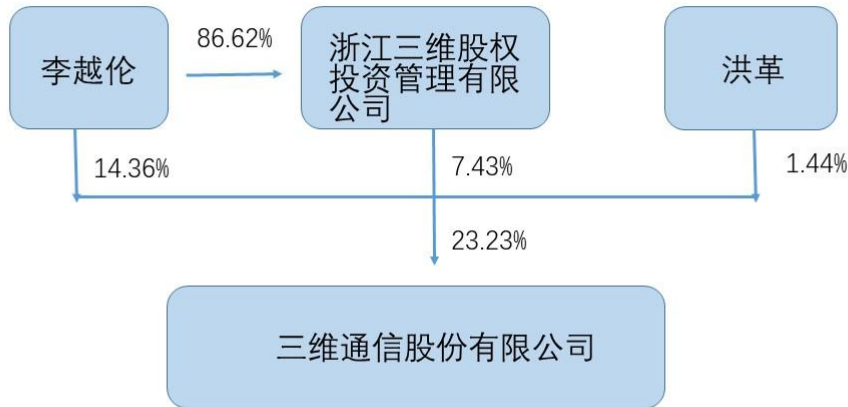 86.62%
李越伦
浙江三维股权
投资管理有限
公司
洪革
14.36%
7.43%
1.44%
23.23%
三维通信股份有限公司